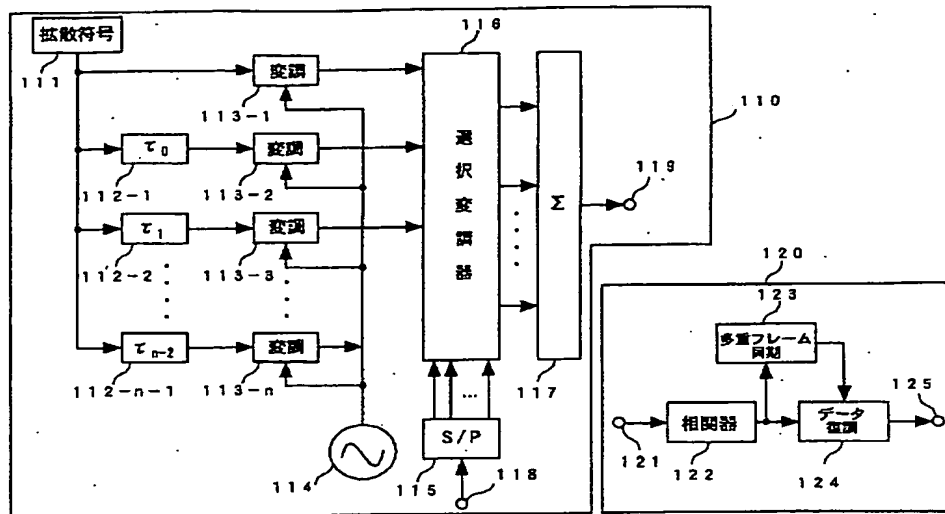 拡散符号
111
変調
113-1
τ0
112-1
変調
113-2
τ1
112-2
変調
113-3
τn-2
112-n-1
変調
113-n
114
116
選択変調器
S/P
115
118
Σ
117
119
110
120
123
多重フレーム
同期
121
相関器
122
データ
復調
124
125